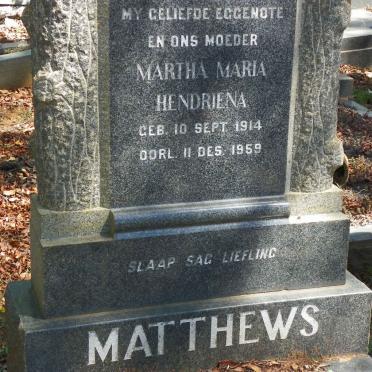 MY GELIEFDE EGGENOTE
EN ONS MOEDER
MARTHA MARIA
HENDRIENA
GEB. 10 SEPT. 1914
OORL. 11 DES. 1959
SLAAP SAG LIEFLING
MATTHEWS